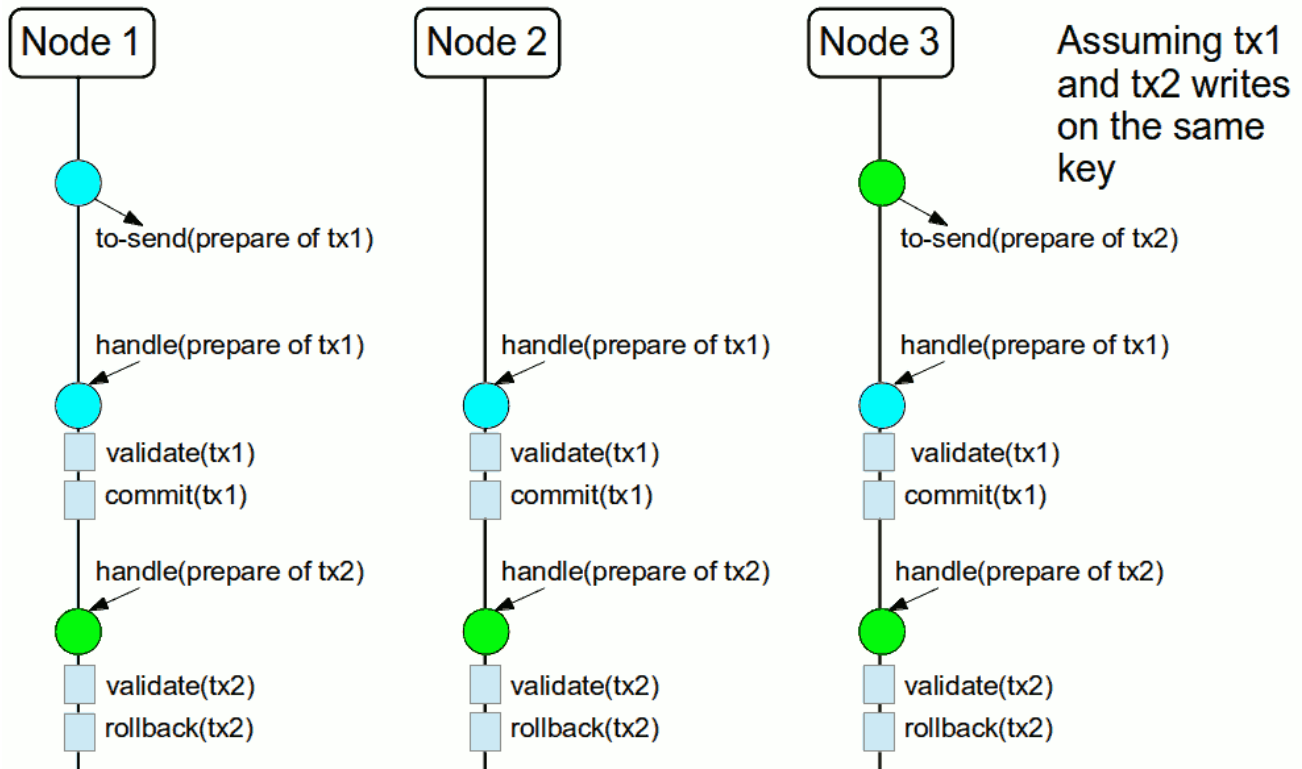 Node 1
Node 2
Node 3
Assuming tx1
and tx2 writes
on the same
key
to-send(prepare of tx1)
to-send(prepare of tx2)
handle(prepare of tx1)
handle(prepare of tx1)
handle(prepare of tx1)
validate(tx1)
validate(tx1)
validate(tx1)
commit(tx1)
commit(tx1)
commit(tx1)
handle(prepare of tx2)
handle(prepare of tx2)
handle(prepare of tx2)
validate(tx2)
validate(tx2)
validate(tx2)
rollback(tx2)
rollback(tx2)
rollback(tx2)